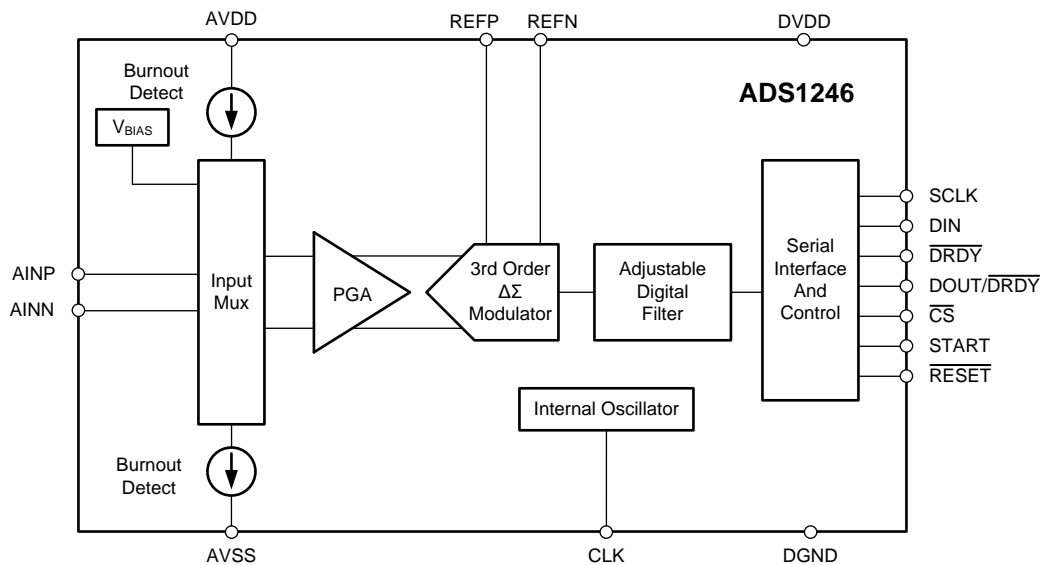 AVDD
REFP
REFN
DVDD
Burnout
Detect
ADS1246
VBIAS
Input
Mux
PGA
3rd Order
ΔΣ
Modulator
Adjustable
Digital
Filter
Serial
Interface
And
Control
AINP
AINN
SCLK
DIN
DRDY
DOUT/DRDY
CS
START
RESET
Internal Oscillator
Burnout
Detect
AVSS
CLK
DGND